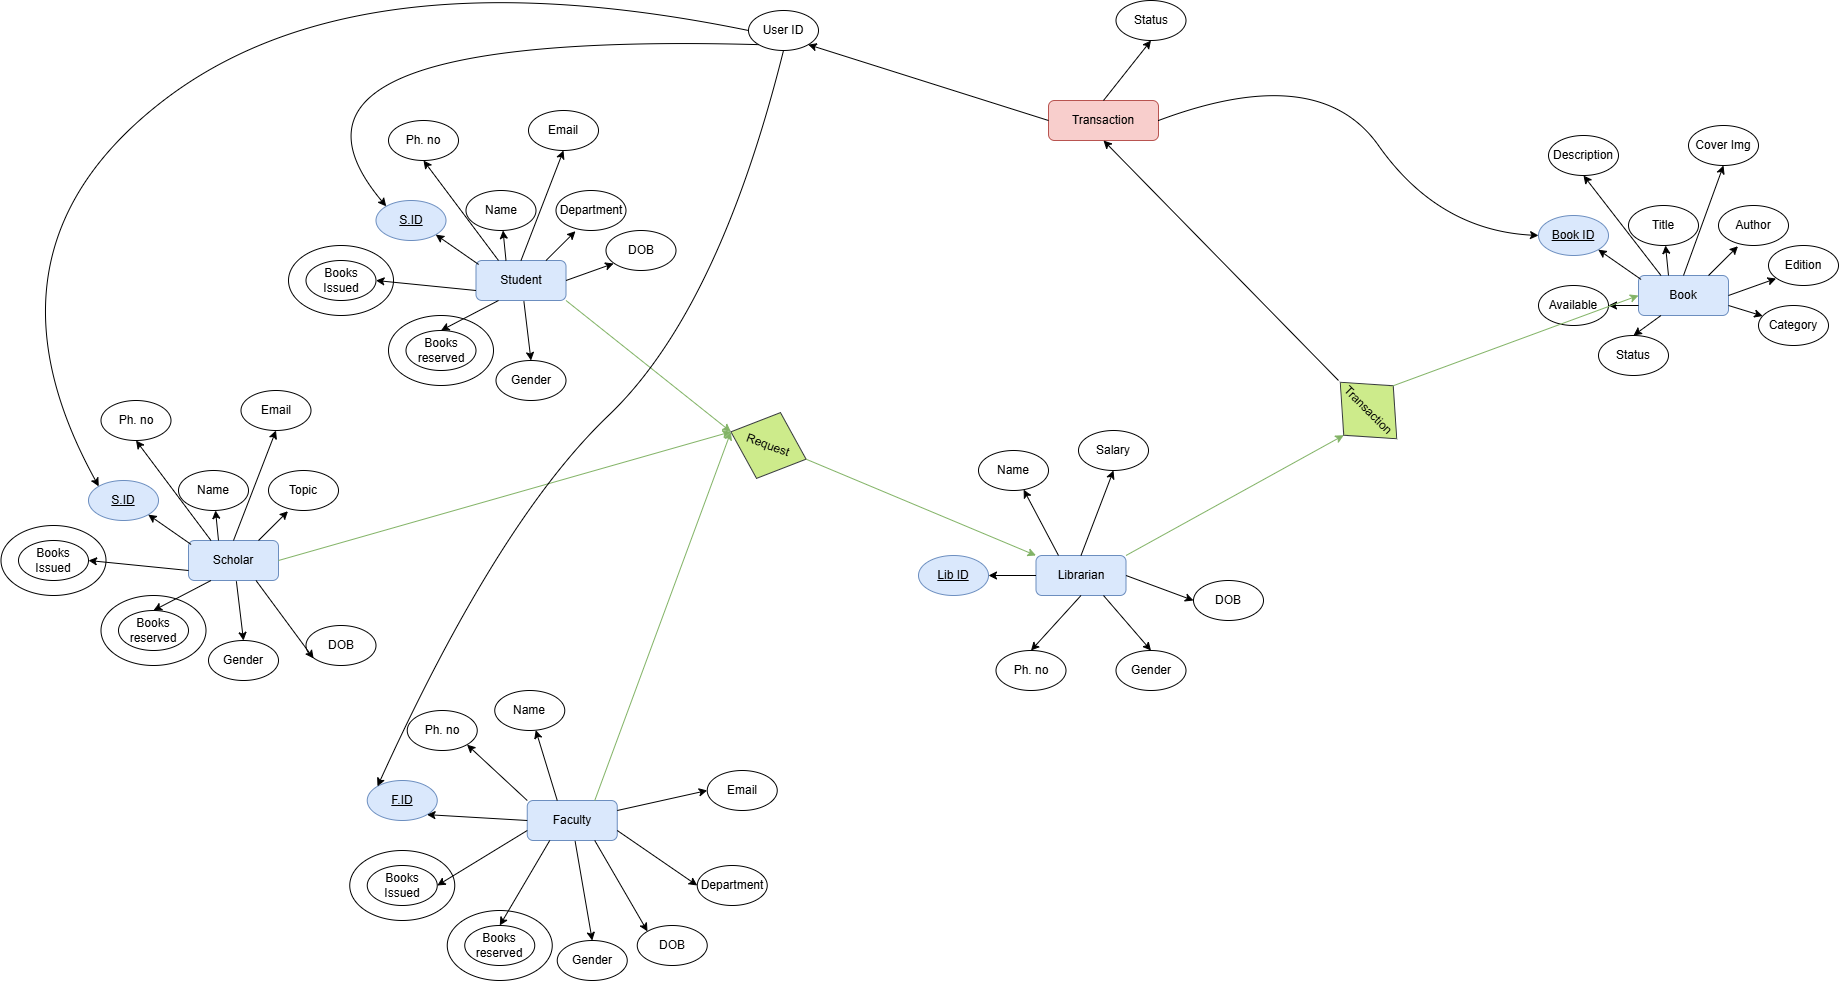 User ID
Status
Transaction
Ph. no
Email
S.ID
Name
Department
DOB
Books
Issued
Student
Books
reserved
Gender
Description
Cover Img
Book ID
Title
Author
Edition
Book
Available
Category
Status
Ph. no
Email
S.ID
Name
Topic
Books
Issued
Scholar
Books
reserved
Gender
DOB
Request
Transaction
Name
Salary
Lib ID
Librarian
DOB
Ph. no
Gender
Ph. no
Name
F.ID
Faculty
Email
Books
Issued
Department
Books
reserved
Gender
DOB